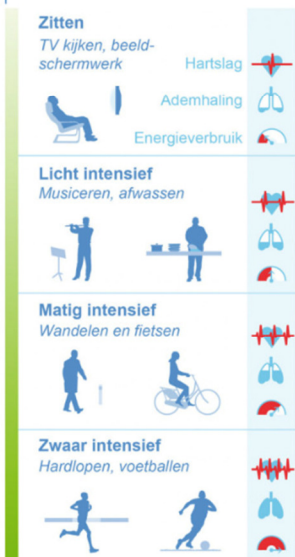 Zitten
TV kijken, beeld-
schermwerk
Hartslag
Ademhaling
Energieverbruik
Licht intensief
Musiceren, afwassen
Matig intensief
Wandelen en fietsen
Zwaar intensief
Hardlopen, voetballen